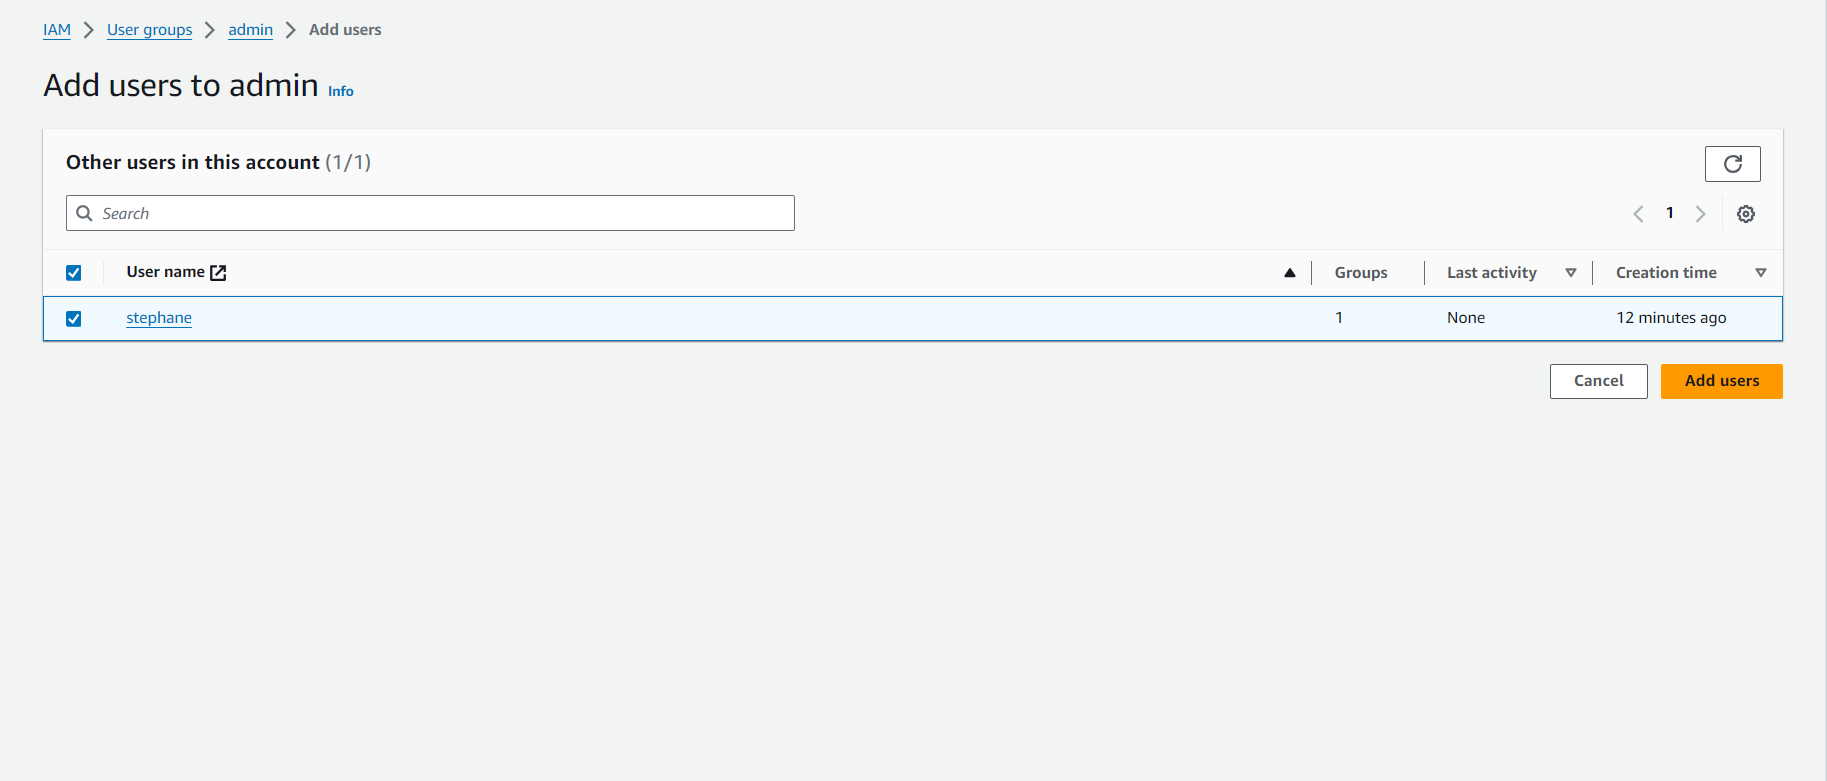 IAM > User groups > admin > Add users
Add users to admin Info
Other users in this account (1/1)
Search
1
User name Groups Last activity Creation time
stephane 1 None 12 minutes ago
Cancel Add users